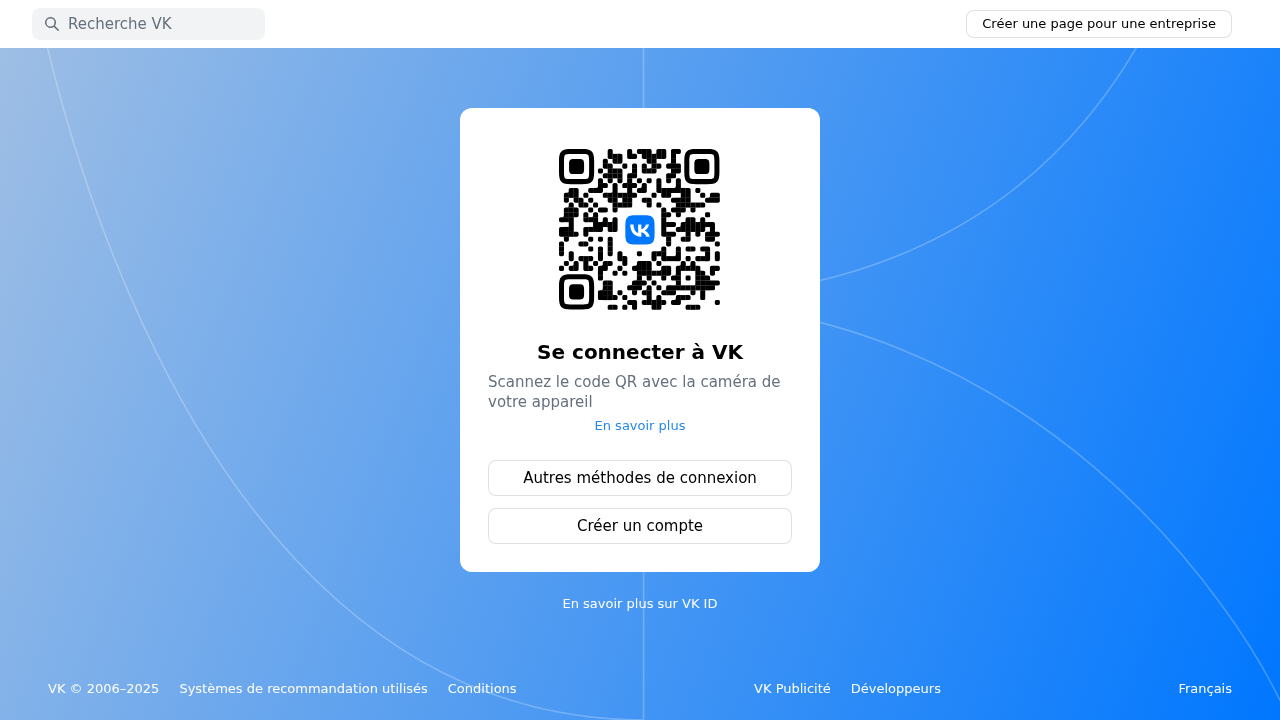 Recherche VK
Créer une page pour une entreprise
Se connecter à VK
Scannez le code QR avec la caméra de
votre appareil
En savoir plus
Autres méthodes de connexion
Créer un compte
En savoir plus sur VK ID
VK © 2006–2025 Systèmes de recommandation utilisés Conditions VK Publicité Développeurs Français